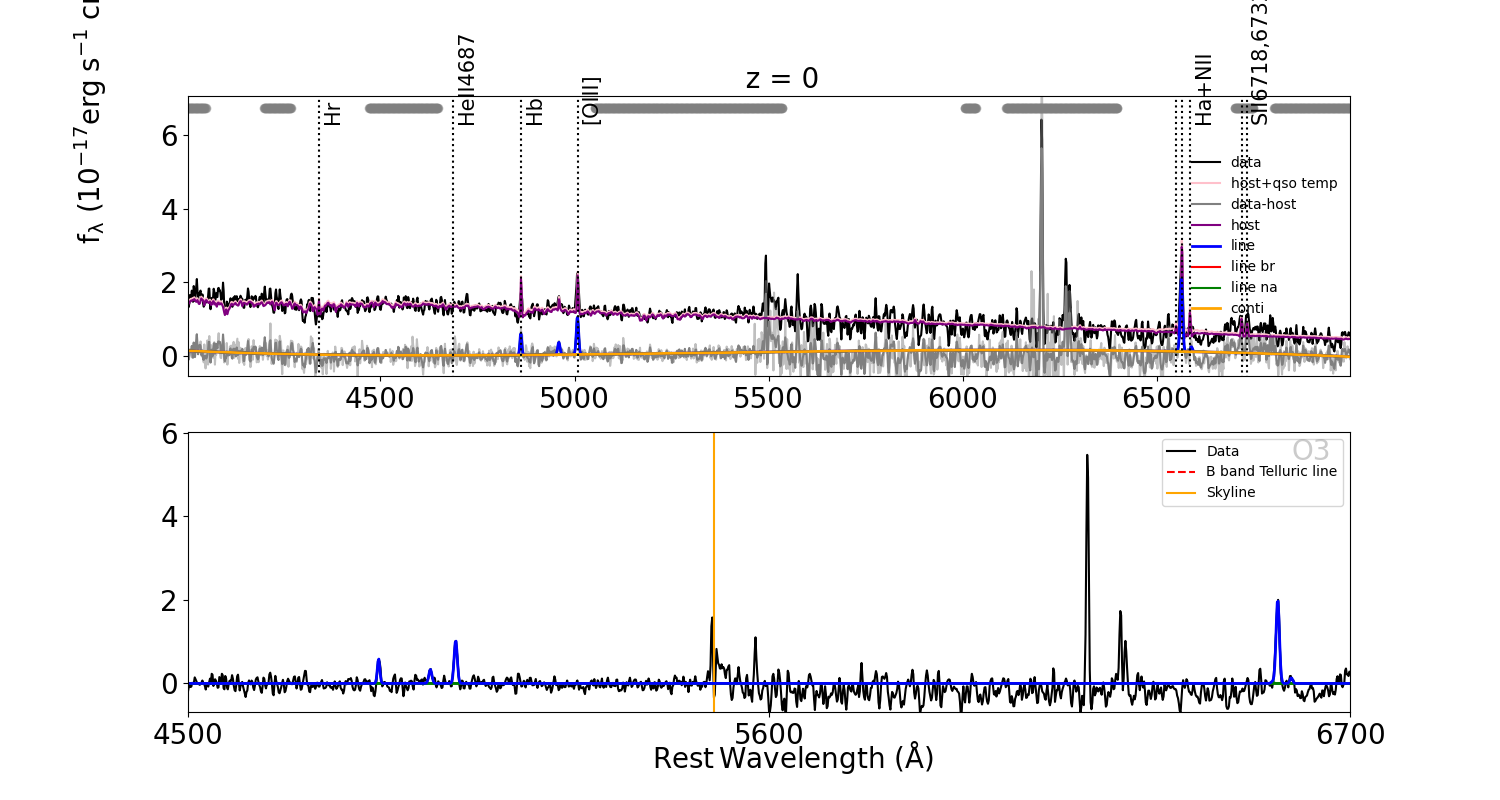 z = 0
f_λ (10^−17 erg s^−1
Hr
HeII4687
Hb
[OIII]
Ha+NII
SII6718,673
6
4
2
0
data
host+qso temp
data-host
host
line
line br
line na
conti
4500
5000
5500
6000
6500
6
4
2
0
O3
Data
B band Telluric line
Skyline
4500
5600
6700
Rest Wavelength (Å)